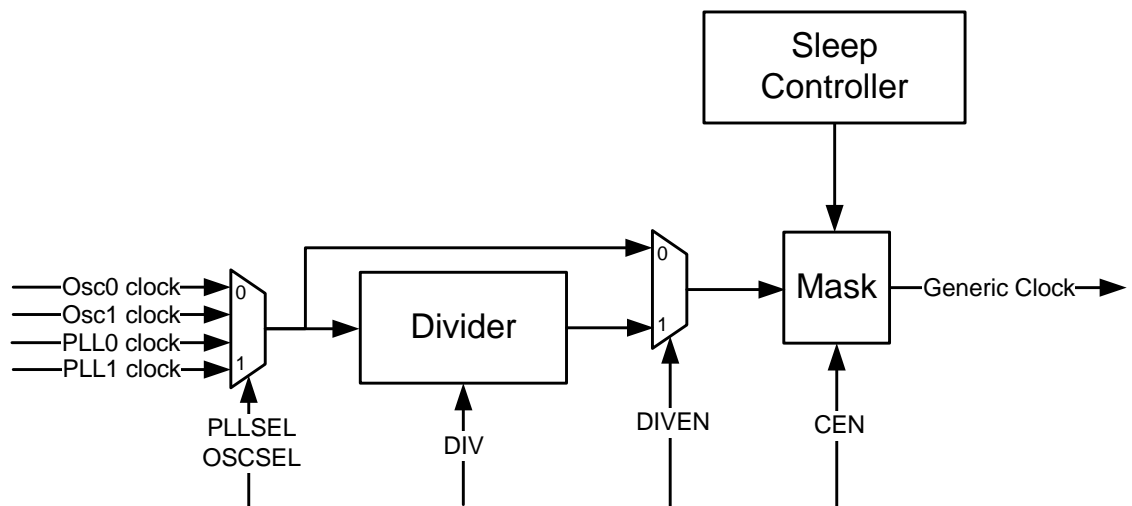 Sleep
Controller
0
Osc0 clock
0
Osc1 clock
Divider
Mask
Generic Clock
PLL0 clock
1
PLL1 clock
1
PLLSEL
OSCSEL
DIV
DIVEN
CEN